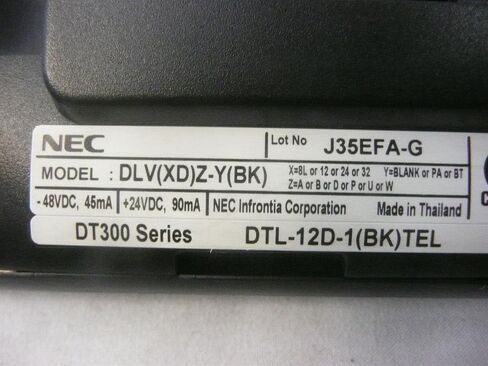 NEC Lot No J35EFA-G
MODEL : DLV(XD)Z-Y(BK) X=8L or 12 or 24 or 32 Y=BLANK or PA or BT
Z=A or B or D or P or U or W
-48VDC, 45mA +24VDC, 90mA NEC Infrontia Corporation Made in Thailand
DT300 Series DTL-12D-1(BK)TEL